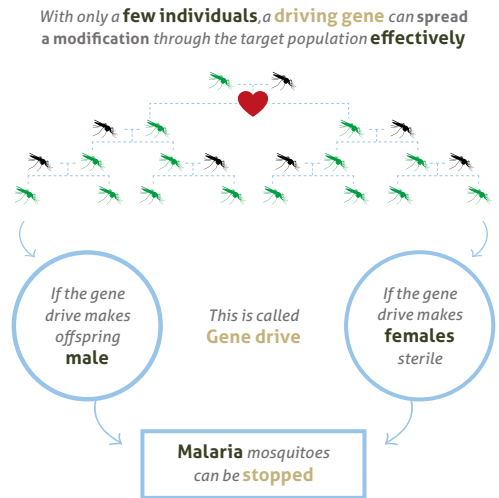 With only a few individuals, a driving gene can spread
a modification through the target population effectively
If the gene
drive makes
offspring
male
This is called
Gene drive
If the gene
drive makes
females
sterile
Malaria mosquitoes
can be stopped